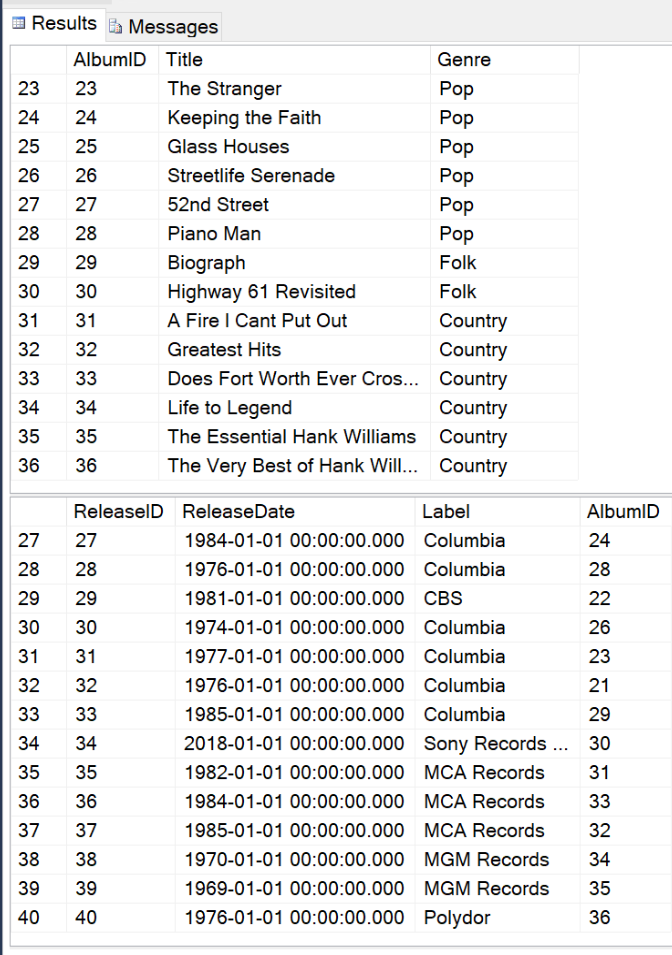 Results Messages
AlbumID Title Genre
23 23 The Stranger Pop
24 24 Keeping the Faith Pop
25 25 Glass Houses Pop
26 26 Streetlife Serenade Pop
27 27 52nd Street Pop
28 28 Piano Man Pop
29 29 Biograph Folk
30 30 Highway 61 Revisited Folk
31 31 A Fire I Cant Put Out Country
32 32 Greatest Hits Country
33 33 Does Fort Worth Ever Cros... Country
34 34 Life to Legend Country
35 35 The Essential Hank Williams Country
36 36 The Very Best of Hank Will... Country
ReleaseID ReleaseDate Label AlbumID
27 27 1984-01-01 00:00:00.000 Columbia 24
28 28 1976-01-01 00:00:00.000 Columbia 28
29 29 1981-01-01 00:00:00.000 CBS 22
30 30 1974-01-01 00:00:00.000 Columbia 26
31 31 1977-01-01 00:00:00.000 Columbia 23
32 32 1976-01-01 00:00:00.000 Columbia 21
33 33 1985-01-01 00:00:00.000 Columbia 29
34 34 2018-01-01 00:00:00.000 Sony Records ... 30
35 35 1982-01-01 00:00:00.000 MCA Records 31
36 36 1984-01-01 00:00:00.000 MCA Records 33
37 37 1985-01-01 00:00:00.000 MCA Records 32
38 38 1970-01-01 00:00:00.000 MGM Records 34
39 39 1969-01-01 00:00:00.000 MGM Records 35
40 40 1976-01-01 00:00:00.000 Polydor 36